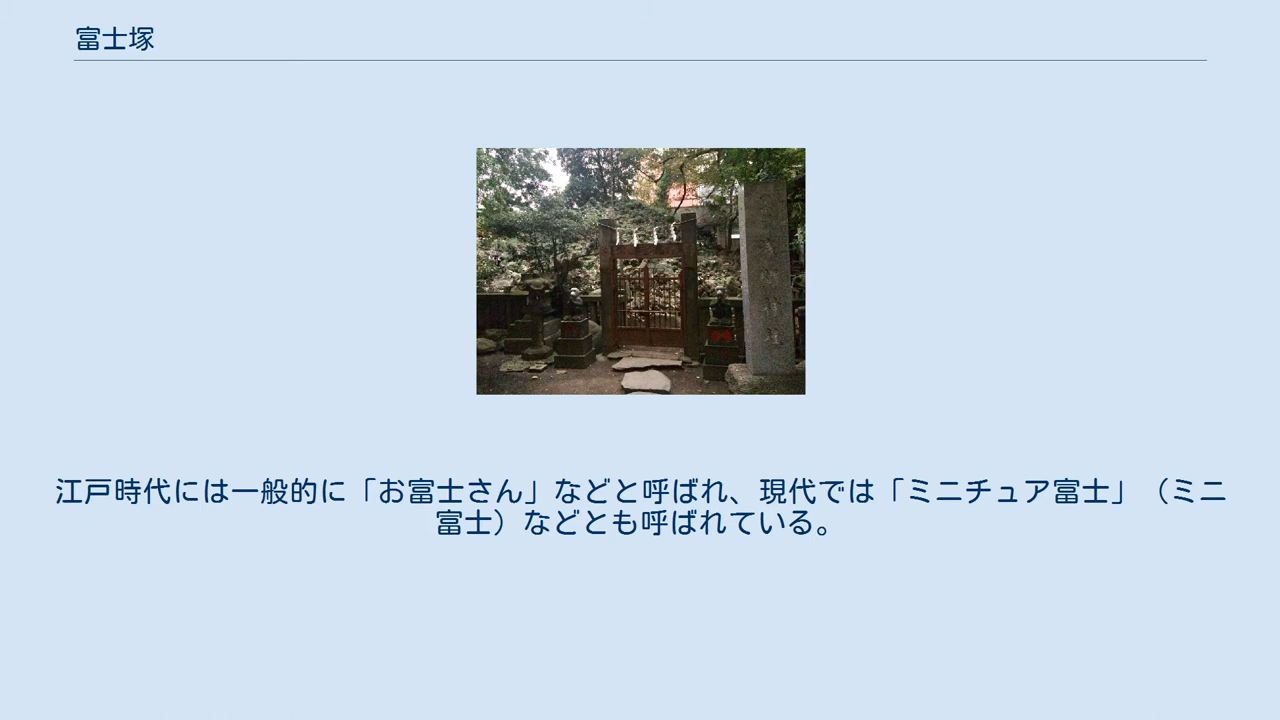 富士塚
江戸時代には一般的に「お富士さん」などと呼ばれ、現代では「ミニチュア富士」（ミニ
富士）などとも呼ばれている。